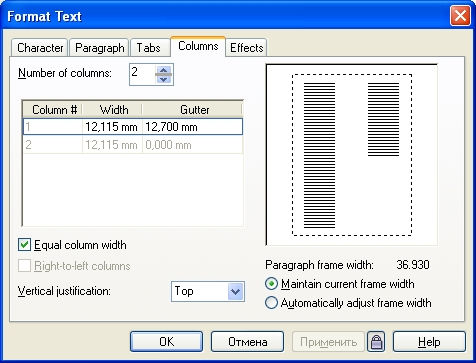 Format Text
Character Paragraph Tabs Columns Effects
Number of columns: 2
Column # Width Gutter
1 12,115 mm 12,700 mm
2 12,115 mm 0,000 mm
Equal column width
Right-to-left columns
Vertical justification: Top
Paragraph frame width: 36.930
Maintain current frame width
Automatically adjust frame width
OK Отмена Применить Help